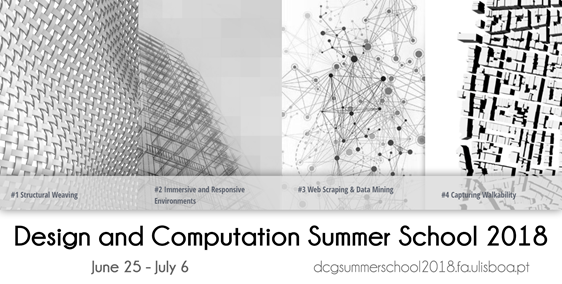 #1 Structural Weaving
#2 Immersive and Responsive
Environments
#3 Web Scraping & Data Mining
#4 Capturing Walkability
Design and Computation Summer School 2018
June 25 - July 6
dcgsummerschool2018.fa.ulisboa.pt